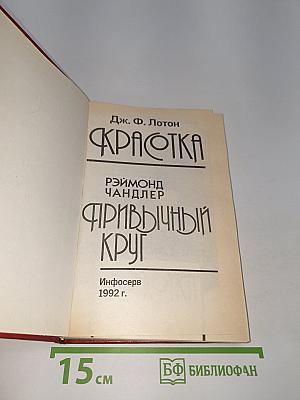 Дж. Ф. Лотон
КРАСОТКА
РЭЙМОНД
ЧАНДЛЕР
ПРИВЫЧНЫЙ
КРУГ
Инфосерв
1992 г.
15 см
БФ БИБЛИОФАН